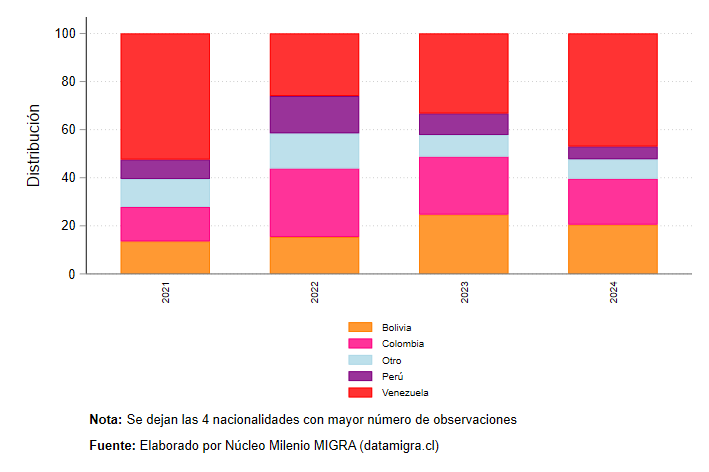 Distribución
100
80
60
40
20
0
2021
2022
2023
2024
Bolivia
Colombia
Otro
Perú
Venezuela
Nota: Se dejan las 4 nacionalidades con mayor número de observaciones
Fuente: Elaborado por Núcleo Milenio MIGRA (datamigra.cl)